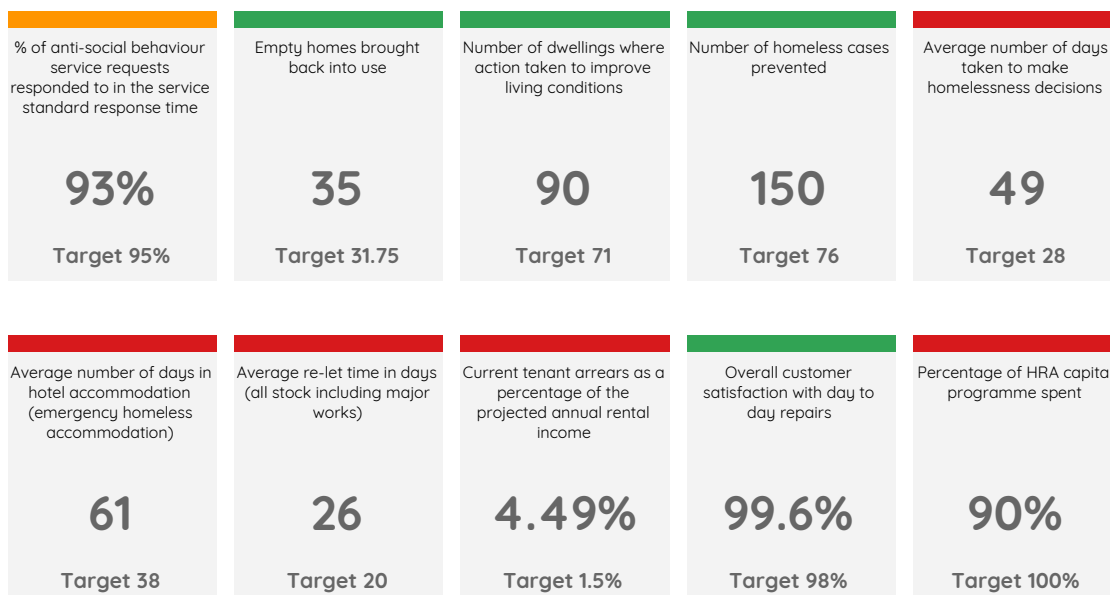 % of anti-social behaviour
service requests
responded to in the service
standard response time
93%
Target 95%
Empty homes brought
back into use
35
Target 31.75
Number of dwellings where
action taken to improve
living conditions
90
Target 71
Number of homeless cases
prevented
150
Target 76
Average number of days
taken to make
homelessness decisions
49
Target 28
Average number of days in
hotel accommodation
(emergency homeless
accommodation)
61
Target 38
Average re-let time in days
(all stock including major
works)
26
Target 20
Current tenant arrears as a
percentage of the
projected annual rental
income
4.49%
Target 1.5%
Overall customer
satisfaction with day to
day repairs
99.6%
Target 98%
Percentage of HRA capita
programme spent
90%
Target 100%